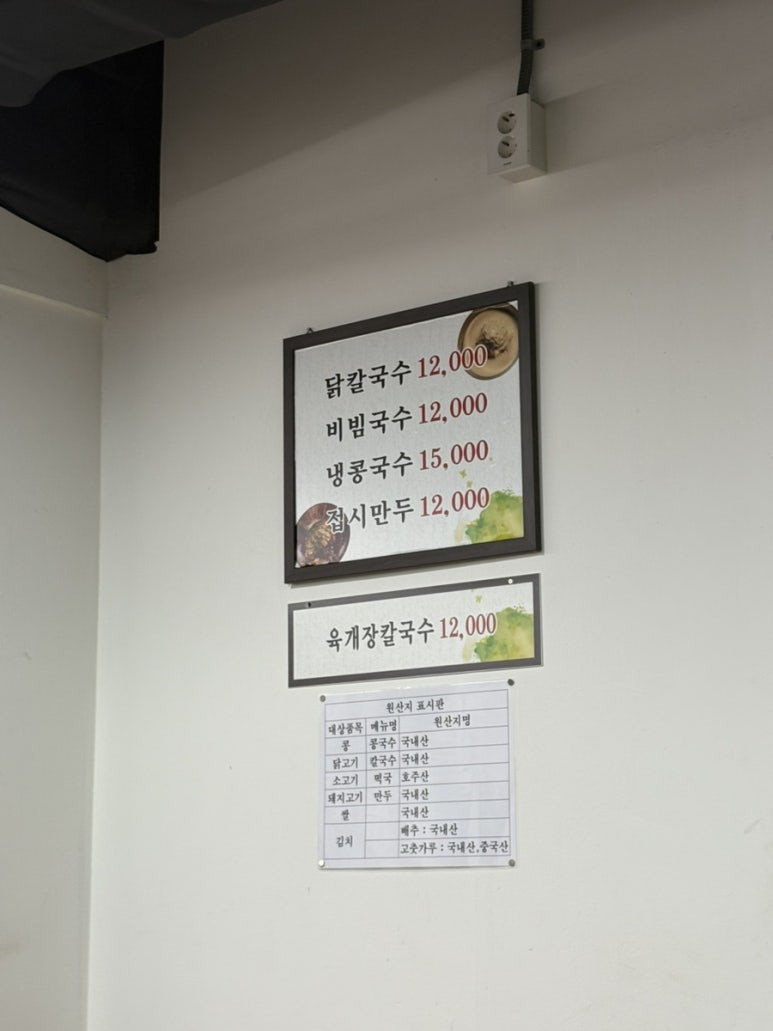 닭칼국수 12,000
비빔국수 12,000
냉콩국수 15,000
접시만두 12,000
육개장칼국수 12,000
원산지 표시판
대상품목 메뉴명 원산지명
콩 콩국수 국내산
닭고기 칼국수 국내산
소고기 떡국 호주산
돼지고기 만두 국내산
쌀 국내산
김치 배추 : 국내산
고춧가루 : 국내산,중국산